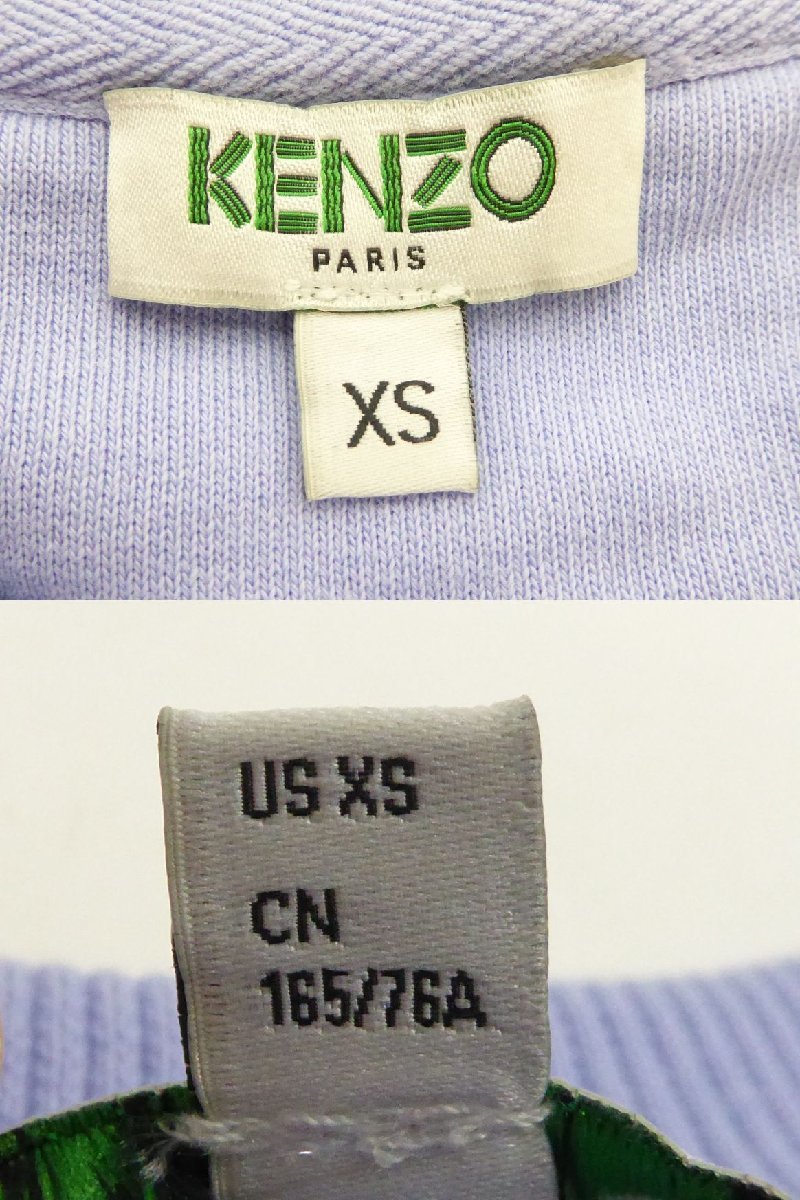 KENZO
PARIS
XS
US XS
CN
165/76A